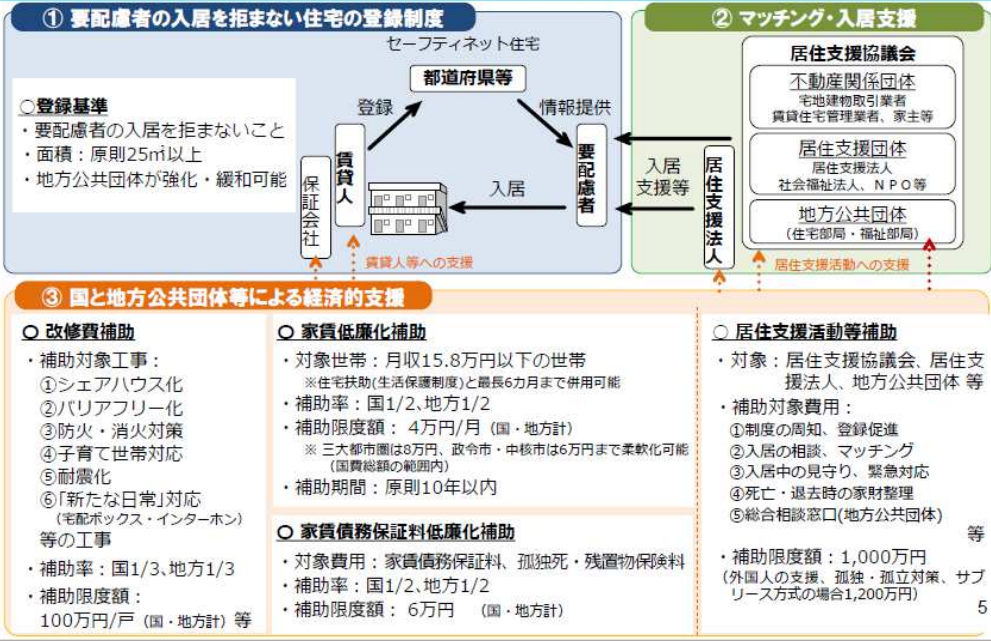 ① 要配慮者の入居を拒まない住宅の登録制度
セーフティネット住宅
都道府県等
○登録基準
・要配慮者の入居を拒まないこと
・面積：原則25㎡以上
・地方公共団体が強化・緩和可能
登録
情報提供
保証会社
賃貸人
入居
要配慮者
賃貸人等への支援
② マッチング・入居支援
居住支援協議会
不動産関係団体
宅地建物取引業者
賃貸住宅管理業者、家主等
居住支援団体
居住支援法人
社会福祉法人、ＮＰＯ等
地方公共団体
（住宅部局・福祉部局）
入居
支援等
居住支援法人
居住支援活動への支援
③ 国と地方公共団体等による経済的支援
○ 改修費補助
・補助対象工事：
①シェアハウス化
②バリアフリー化
③防火・消火対策
④子育て世帯対応
⑤耐震化
⑥「新たな日常」対応
（宅配ボックス・インターホン）
等の工事
・補助率：国1/3、地方1/3
・補助限度額：
100万円/戸（国・地方計）等
○ 家賃低廉化補助
・対象世帯：月収15.8万円以下の世帯
※住宅扶助(生活保護制度)と最長6カ月まで併用可能
・補助率：国1/2、地方1/2
・補助限度額：4万円/月（国・地方計）
※ 三大都市圏は8万円、政令市・中核市は6万円まで柔軟化可能
（国費総額の範囲内）
・補助期間：原則10年以内
○ 家賃債務保証料低廉化補助
・対象費用：家賃債務保証料、孤独死・残置物保険料
・補助率：国1/2、地方1/2
・補助限度額：6万円 （国・地方計）
○ 居住支援活動等補助
・対象：居住支援協議会、居住支
援法人、地方公共団体 等
・補助対象費用：
①制度の周知、登録促進
②入居の相談、マッチング
③入居中の見守り、緊急対応
④死亡・退去時の家財整理
⑤総合相談窓口(地方公共団体)
等
・補助限度額：1,000万円
（外国人の支援、孤独・孤立対策、サブ
リース方式の場合1,200万円）
5